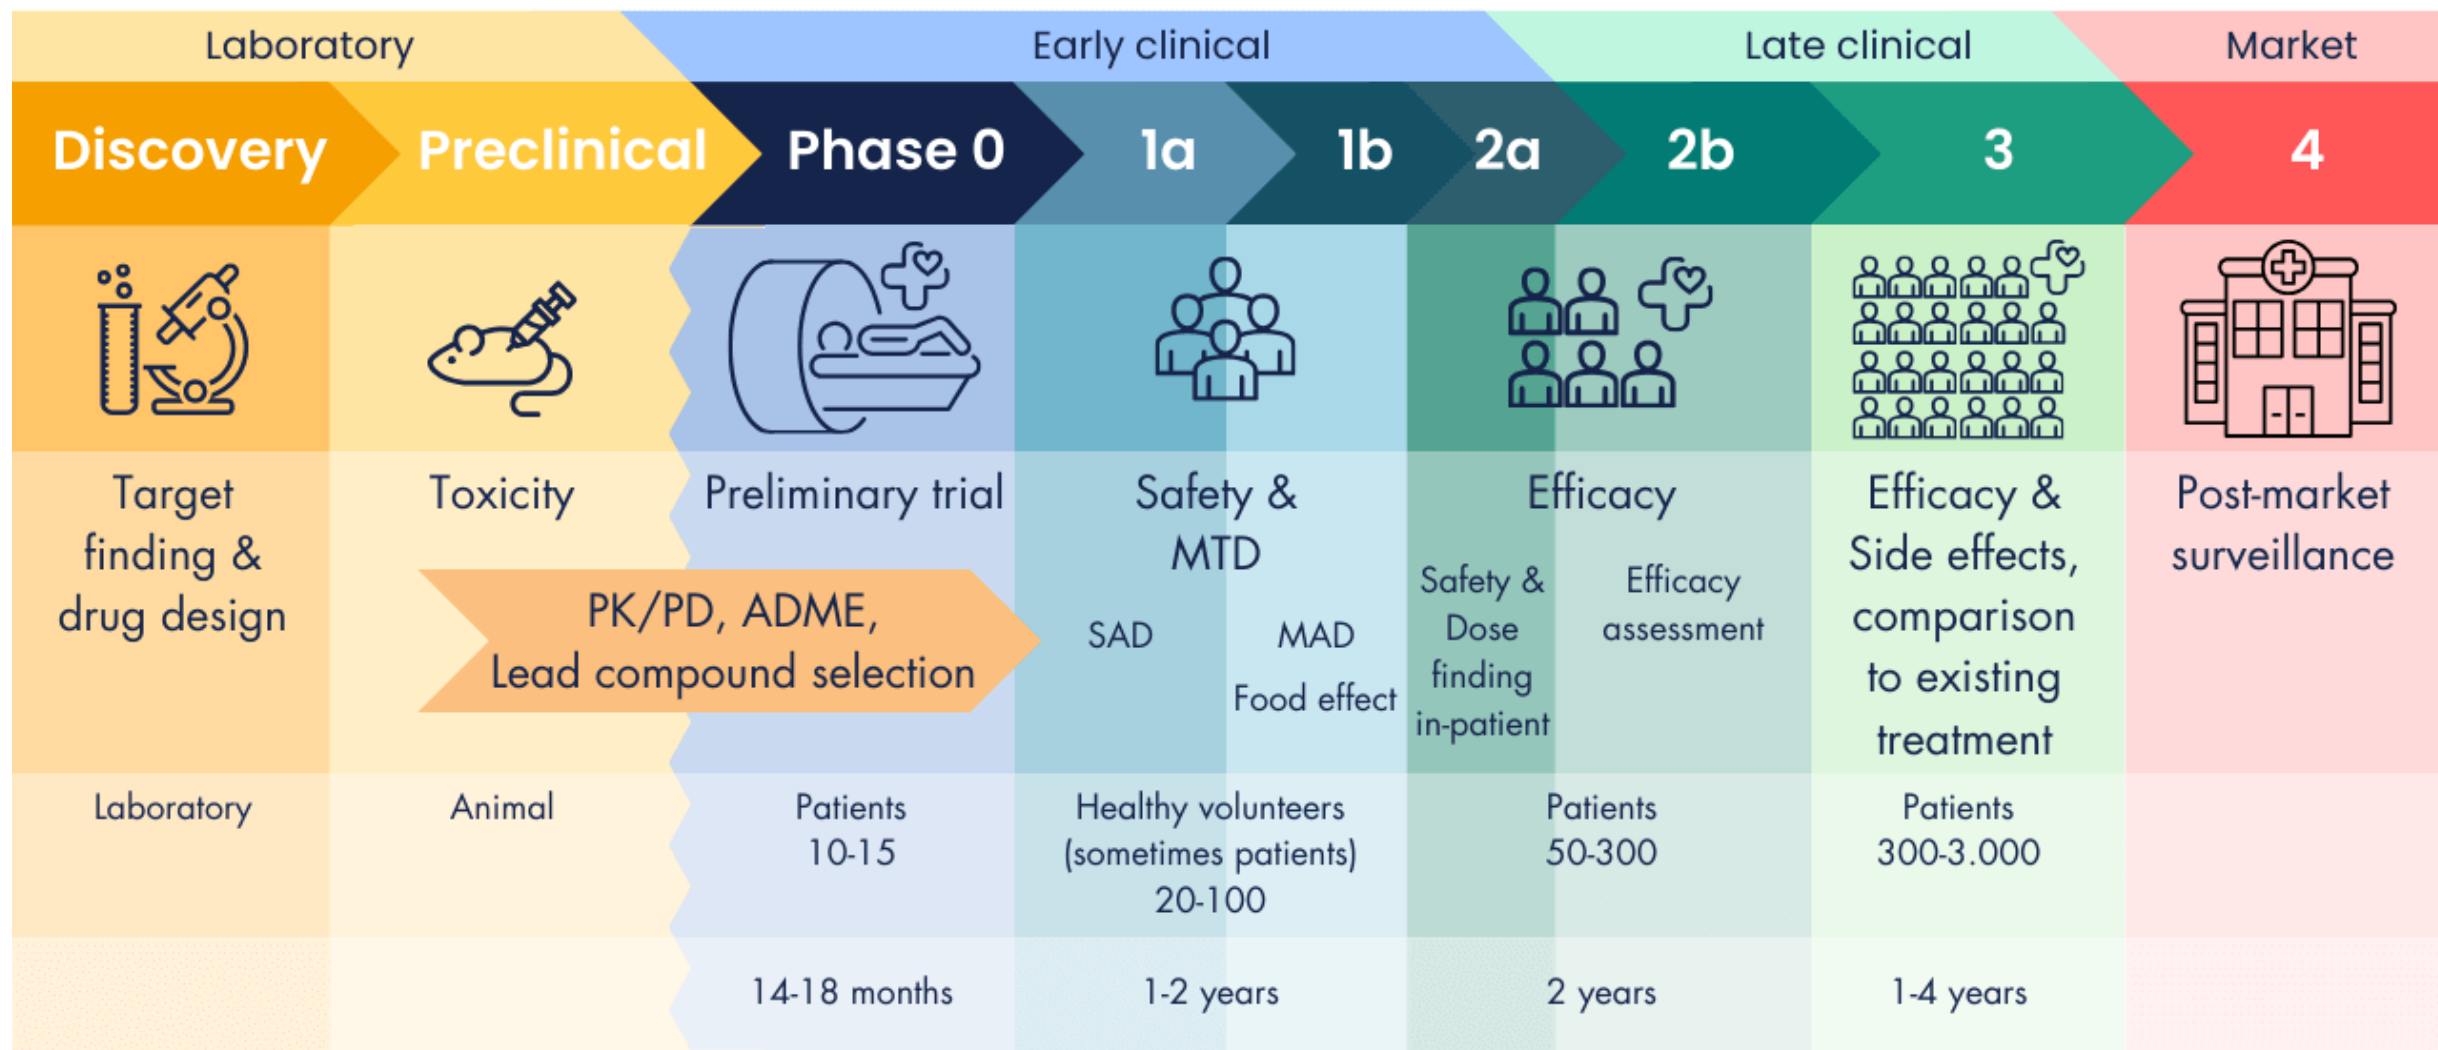 Laboratory
Early clinical
Late clinical
Market
Discovery
Preclinical
Phase 0
1a
1b
2a
2b
3
4
Target
finding &
drug design
Toxicity
Preliminary trial
PK/PD, ADME,
Lead compound selection
Safety &
MTD
SAD
MAD
Food effect
Efficacy
Safety &
Dose
finding
in-patient
Efficacy
assessment
Efficacy &
Side effects,
comparison
to existing
treatment
Post-market
surveillance
Laboratory
Animal
Patients
10-15
Healthy volunteers
(sometimes patients)
20-100
Patients
50-300
Patients
300-3.000
14-18 months
1-2 years
2 years
1-4 years